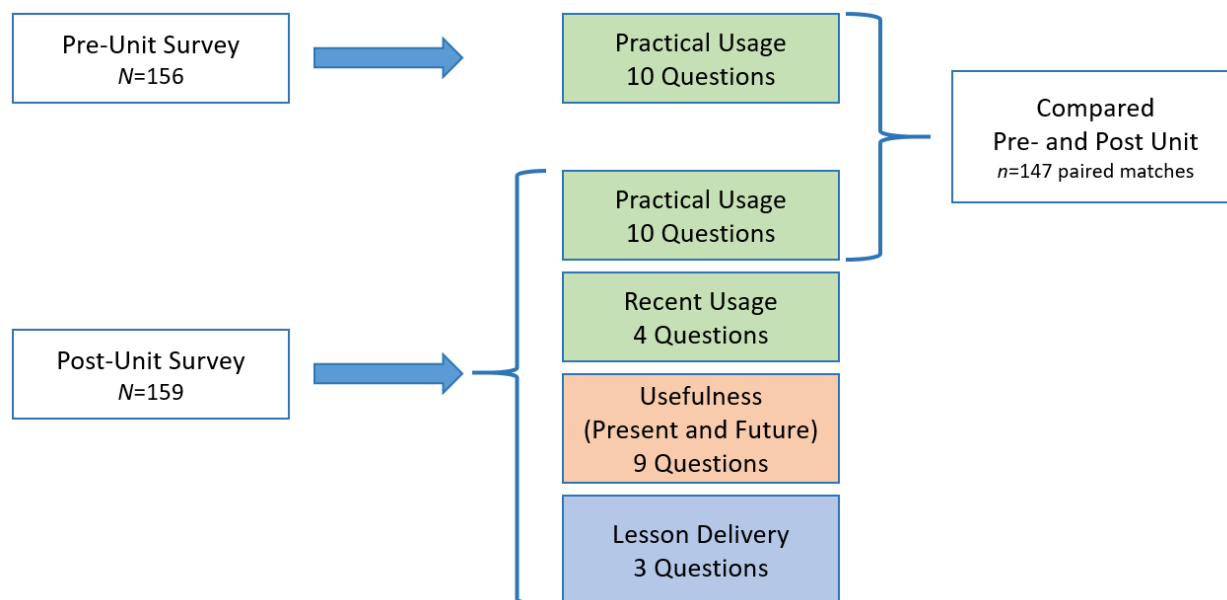 Pre-Unit Survey
N=156
Practical Usage
10 Questions
Compared
Pre- and Post Unit
n=147 paired matches
Practical Usage
10 Questions
Recent Usage
4 Questions
Post-Unit Survey
N=159
Usefulness
(Present and Future)
9 Questions
Lesson Delivery
3 Questions